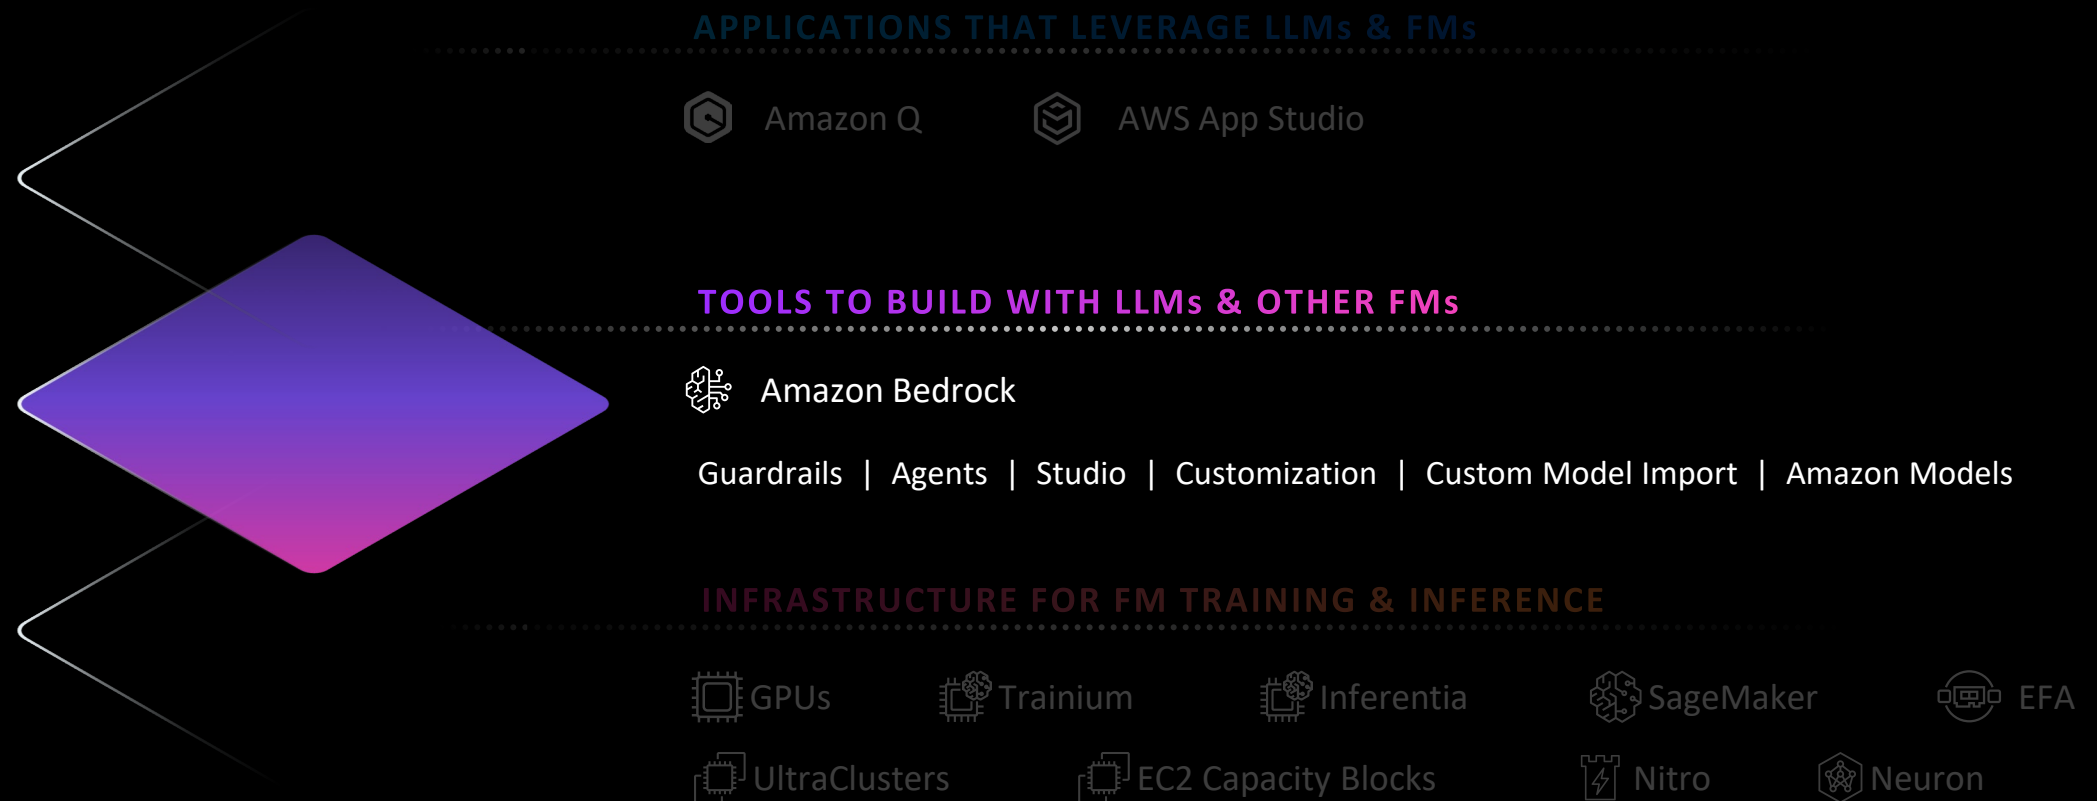 APPLICATIONS THAT LEVERAGE LLMs & FMs
Amazon Q AWS App Studio
TOOLS TO BUILD WITH LLMs & OTHER FMs
Amazon Bedrock
Guardrails | Agents | Studio | Customization | Custom Model Import | Amazon Models
INFRASTRUCTURE FOR FM TRAINING & INFERENCE
GPUs Trainium Inferentia SageMaker EFA
UltraClusters EC2 Capacity Blocks Nitro Neuron